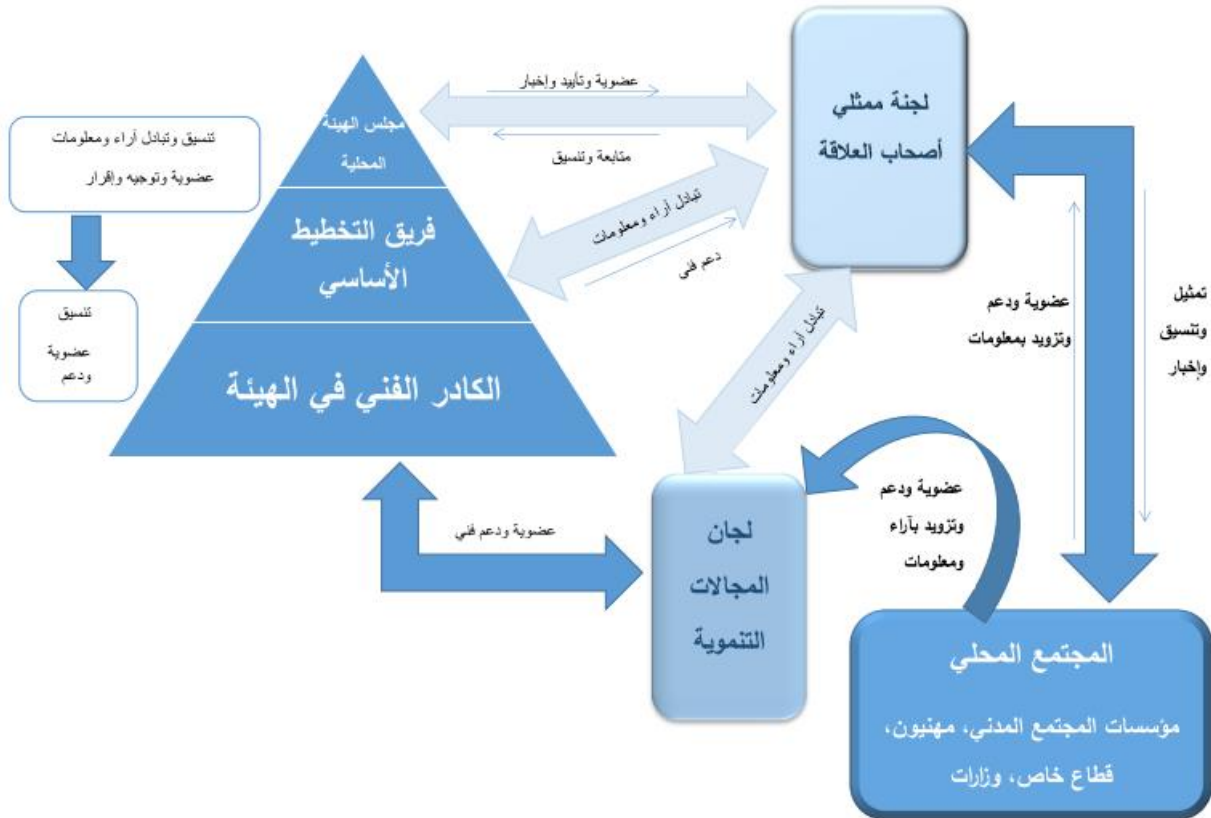 لجنة ممثلي
أصحاب العلاقة
عضوية وتأييد وإخبار
متابعة وتنسيق
مجلس الهيئة
المحلية
تنسيق وتبادل آراء ومعلومات
عضوية وتوجيه وإقرار
فريق التخطيط
الأساسي
تبادل آراء ومعلومات
دعم فني
تنسيق
عضوية
ودعم
الكادر الفني في الهيئة
تبادل آراء ومعلومات
تمثيل
وتنسيق
وإخبار
عضوية ودعم
وتزويد بمعلومات
عضوية ودعم
وتزويد بآراء
ومعلومات
عضوية ودعم فني
لجان
المجالات
التنموية
المجتمع المحلي
مؤسسات المجتمع المدني، مهنيون،
قطاع خاص، وزارات